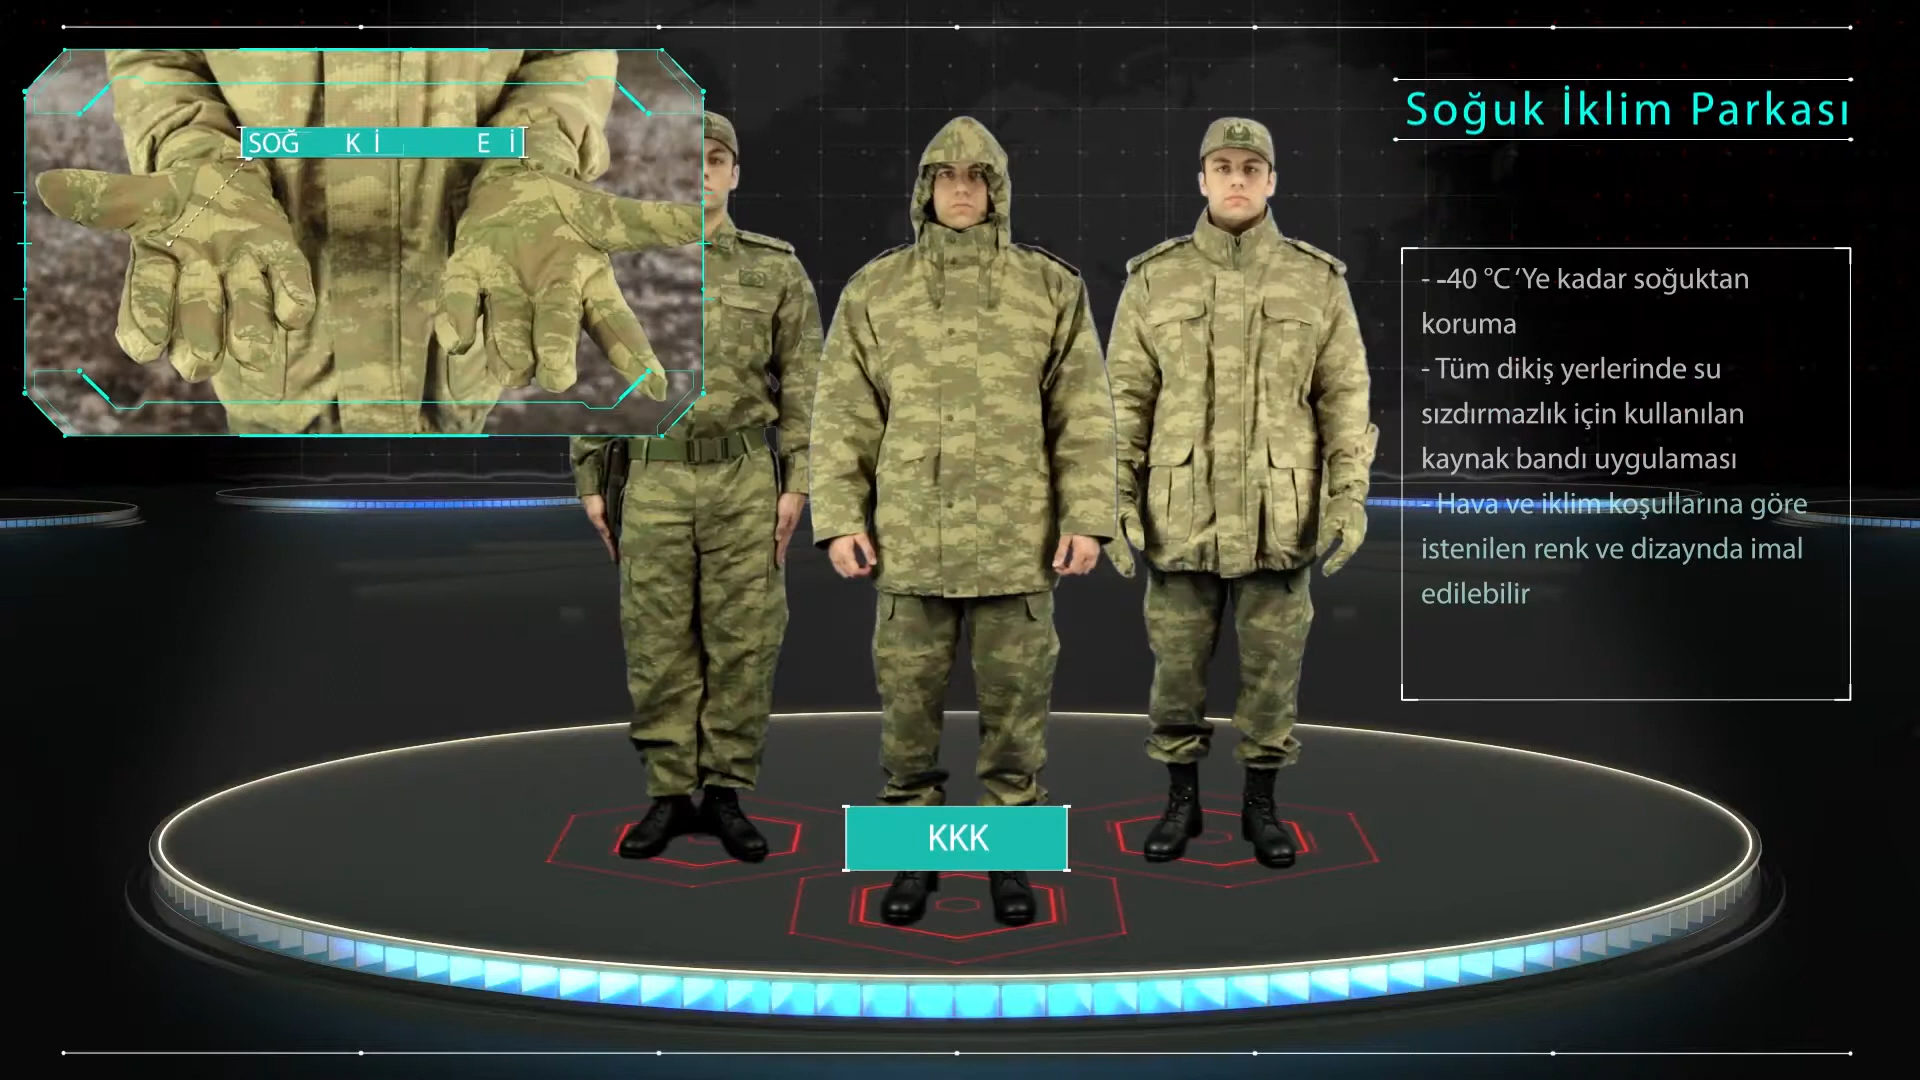 SOĞ K İ E İ
Soğuk İklim Parkası
- -40 °C ‘Ye kadar soğuktan
koruma
- Tüm dikiş yerlerinde su
sızdırmazlık için kullanılan
kaynak bandı uygulaması
- Hava ve iklim koşullarına göre
istenilen renk ve dizaynda imal
edilebilir
KKK